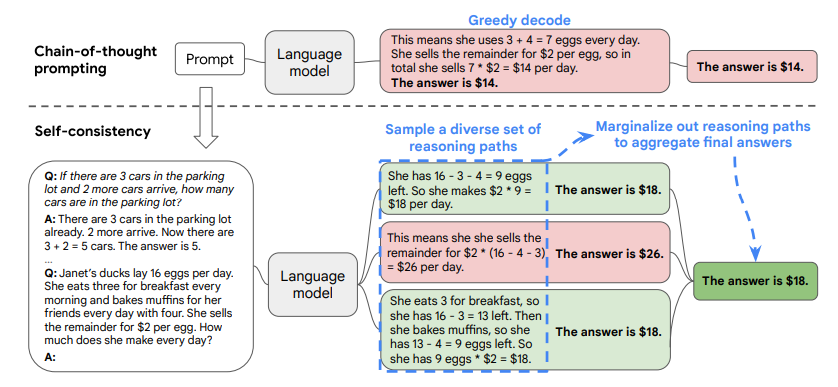 Greedy decode
Chain-of-thought
prompting
Prompt
Language
model
This means she uses 3 + 4 = 7 eggs every day.
She sells the remainder for $2 per egg, so in
total she sells 7 * $2 = $14 per day.
The answer is $14.
The answer is $14.
Self-consistency
Sample a diverse set of
reasoning paths
Marginalize out reasoning paths
to aggregate final answers
Q: If there are 3 cars in the parking
lot and 2 more cars arrive, how many
cars are in the parking lot?
A: There are 3 cars in the parking lot
already. 2 more arrive. Now there are
3 + 2 = 5 cars. The answer is 5.
...
Q: Janet's ducks lay 16 eggs per day.
She eats three for breakfast every
morning and bakes muffins for her
friends every day with four. She sells
the remainder for $2 per egg. How
much does she make every day?
A:
Language
model
She has 16 - 3 - 4 = 9 eggs
left. So she makes $2 * 9 =
$18 per day.
The answer is $18.
This means she she sells the
remainder for $2 * (16 - 4 - 3)
= $26 per day.
The answer is $26.
She eats 3 for breakfast, so
she has 16 - 3 = 13 left. Then
she bakes muffins, so she
has 13 - 4 = 9 eggs left. So
she has 9 eggs * $2 = $18.
The answer is $18.
The answer is $18.